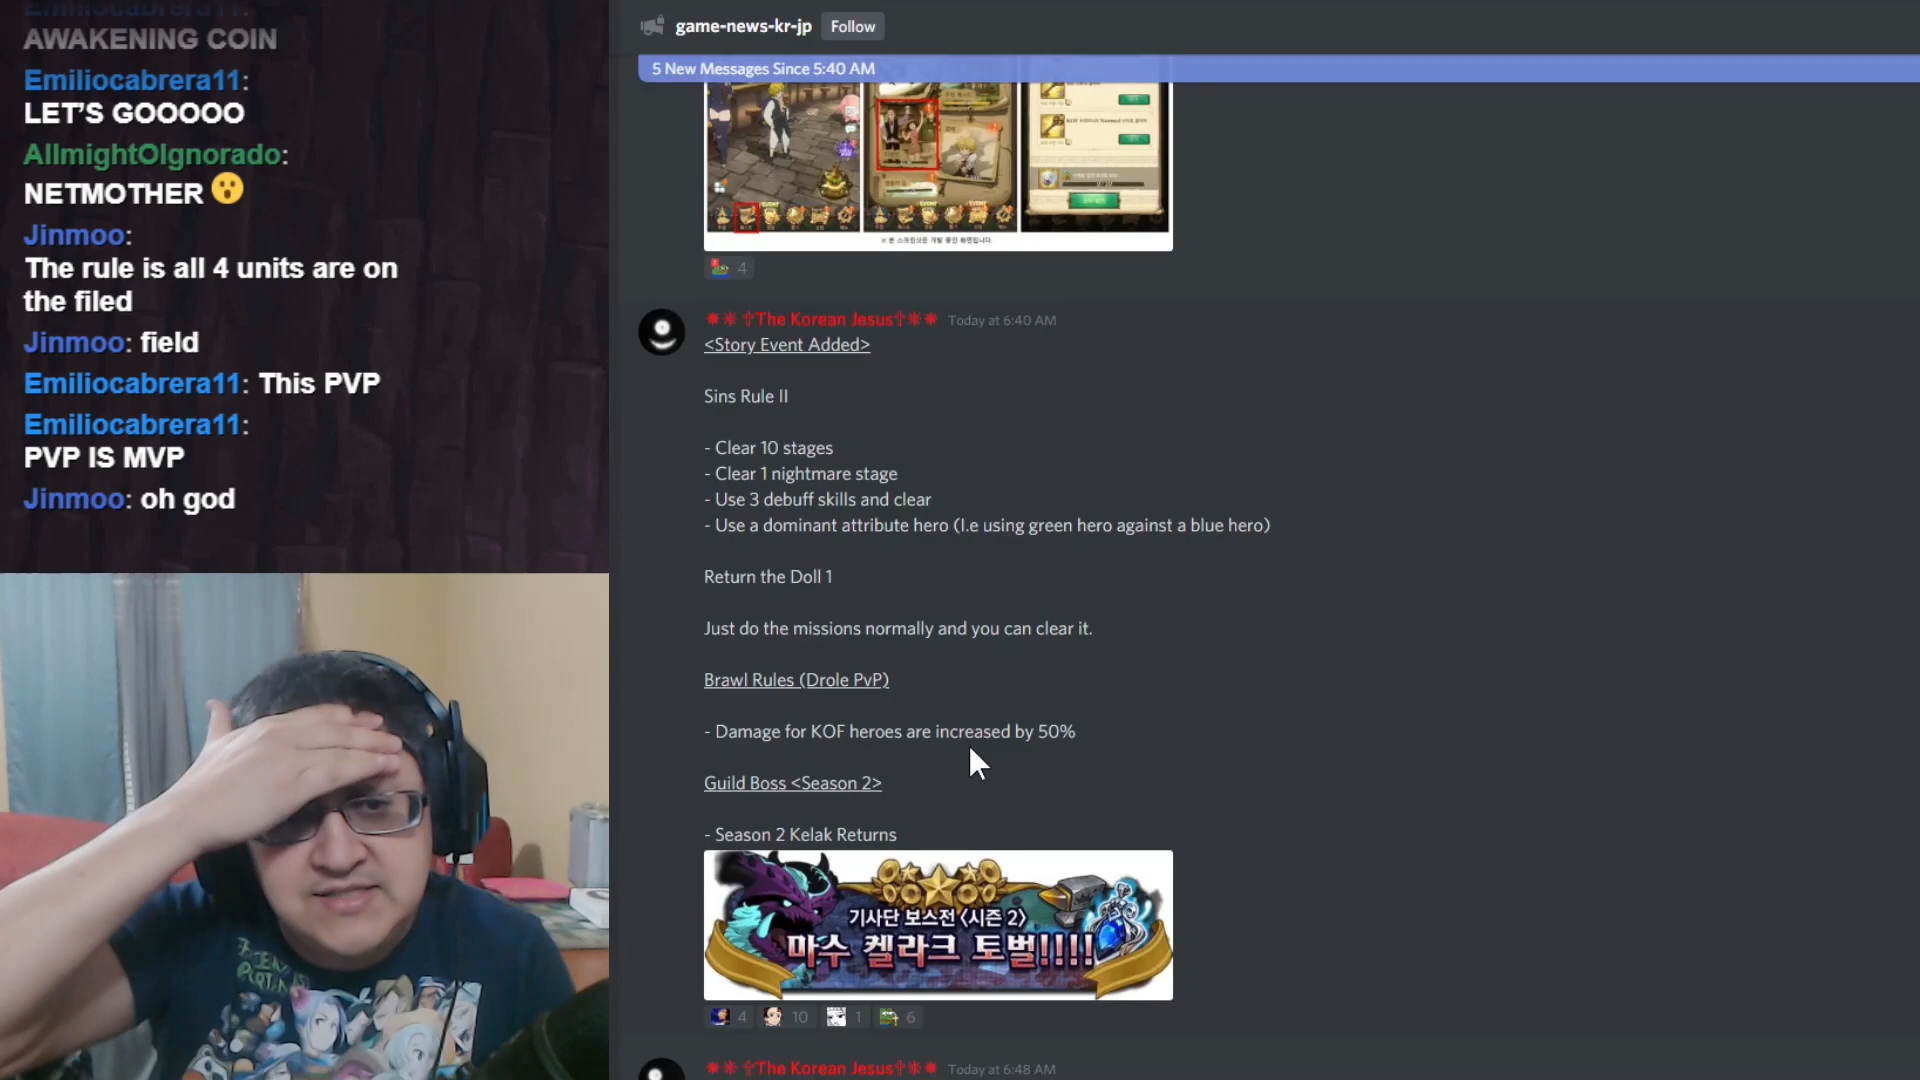 AWAKENING COIN
Emiliocabrera11:
LET'S GOOOOO
AllmightOIgnorado:
NETMOTHER 😮
Jinmoo:
The rule is all 4 units are on
the filed
Jinmoo: field
Emiliocabrera11: This PVP
Emiliocabrera11:
PVP IS MVP
Jinmoo: oh god
game-news-kr-jp Follow
5 New Messages Since 5:40 AM
4
The Korean Jesus Today at 6:40 AM
<Story Event Added>
Sins Rule II
- Clear 10 stages
- Clear 1 nightmare stage
- Use 3 debuff skills and clear
- Use a dominant attribute hero (I.e using green hero against a blue hero)
Return the Doll 1
Just do the missions normally and you can clear it.
Brawl Rules (Drole PvP)
- Damage for KOF heroes are increased by 50%
Guild Boss <Season 2>
- Season 2 Kelak Returns
기사단 보스전 <시즌 2>
마수 켈라크 토벌!!!!
4 10 1 6
The Korean Jesus Today at 6:48 AM